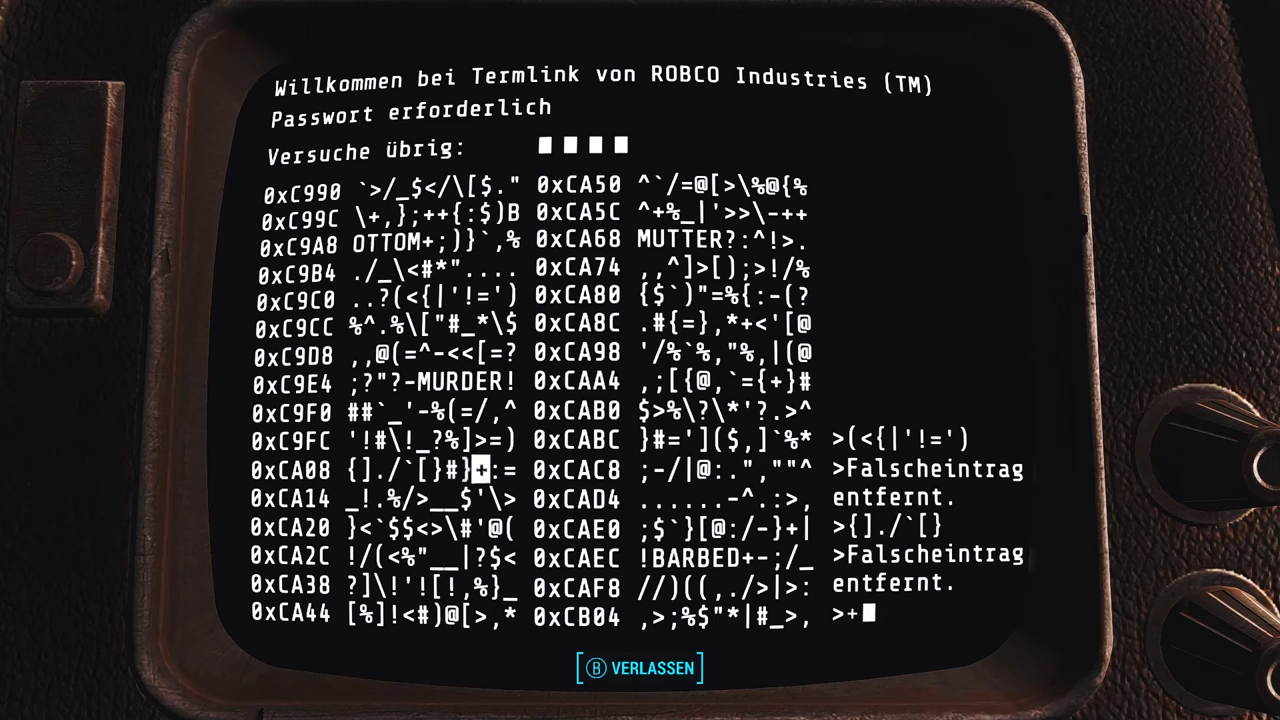 Willkommen bei Termlink von ROBCO Industries (TM)
Passwort erforderlich
Versuche übrig: ■ ■ ■ ■
0xC990 `>/_$</\[$." 0xCA50 ^`/=@[>\%@{%
0xC99C \+,};++{:$)B 0xCA5C ^+%_|'>>\-++
0xC9A8 OTTOM+;)}`,% 0xCA68 MUTTER?:^!>.
0xC9B4 ./_\<#*".... 0xCA74 ,,^]>[);>!/%
0xC9C0 ..?(<{|'!=') 0xCA80 {$`)"=%{:-(?
0xC9CC %^.%\["#_*\$ 0xCA8C .#{=},*+<'[@
0xC9D8 ,,@(=^-<<[=? 0xCA98 '/%`%,"%,|(@
0xC9E4 ;?"?-MURDER! 0xCAA4 ,;[{@,`={+}#
0xC9F0 ##`_'-%(=/,^ 0xCAB0 $>%\?\*'?.>^
0xC9FC '!#\!_?%]>=) 0xCABC }#='](​$,]`%* >(<{|'!=')
0xCA08 {]./`[}#}+:= 0xCAC8 ;-/|@:.",""^ >Falscheintrag
0xCA14 _!.%/>__$'\> 0xCAD4 ......-^.:>, entfernt.
0xCA20 }<`$$<>\#'@( 0xCAE0 ;$`}[@:/-}+| >{]./`[}
0xCA2C !/(<%"__|?$< 0xCAEC !BARBED+-;/_ >Falscheintrag
0xCA38 ?]\!'![!,%}_ 0xCAF8 //)((,./>|>: entfernt.
0xCA44 [%]!<#)@[>,* 0xCB04 ,>;%$"*|#_>, >+■
[Ⓑ VERLASSEN]